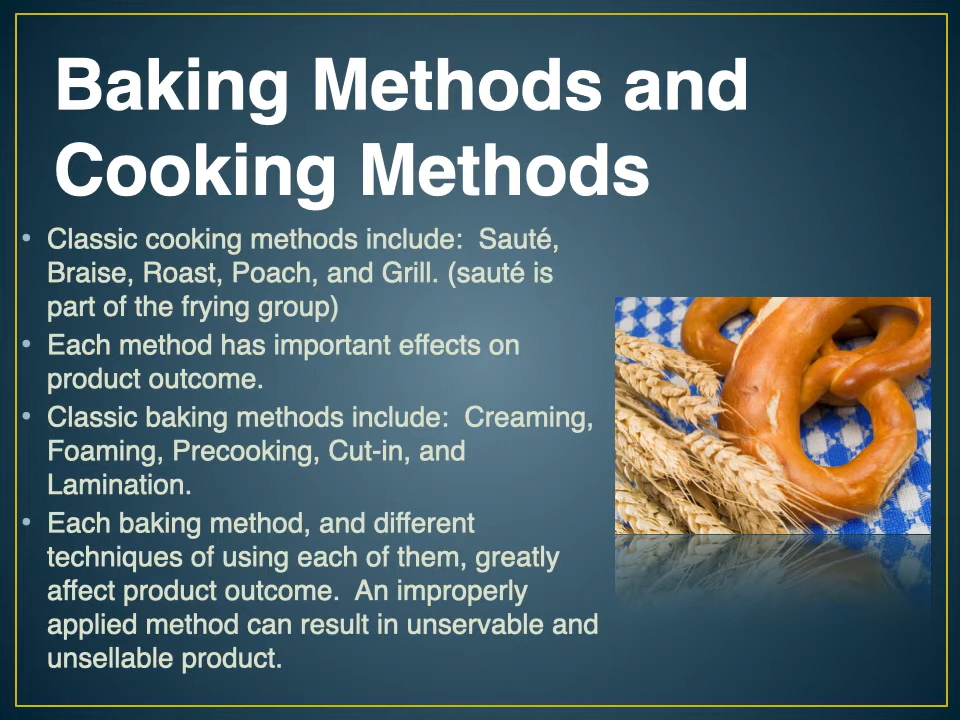 Baking Methods and
Cooking Methods
• Classic cooking methods include:  Sauté,
Braise, Roast, Poach, and Grill. (sauté is
part of the frying group)
• Each method has important effects on
product outcome.
• Classic baking methods include:  Creaming,
Foaming, Precooking, Cut-in, and
Lamination.
• Each baking method, and different
techniques of using each of them, greatly
affect product outcome.  An improperly
applied method can result in unservable and
unsellable product.